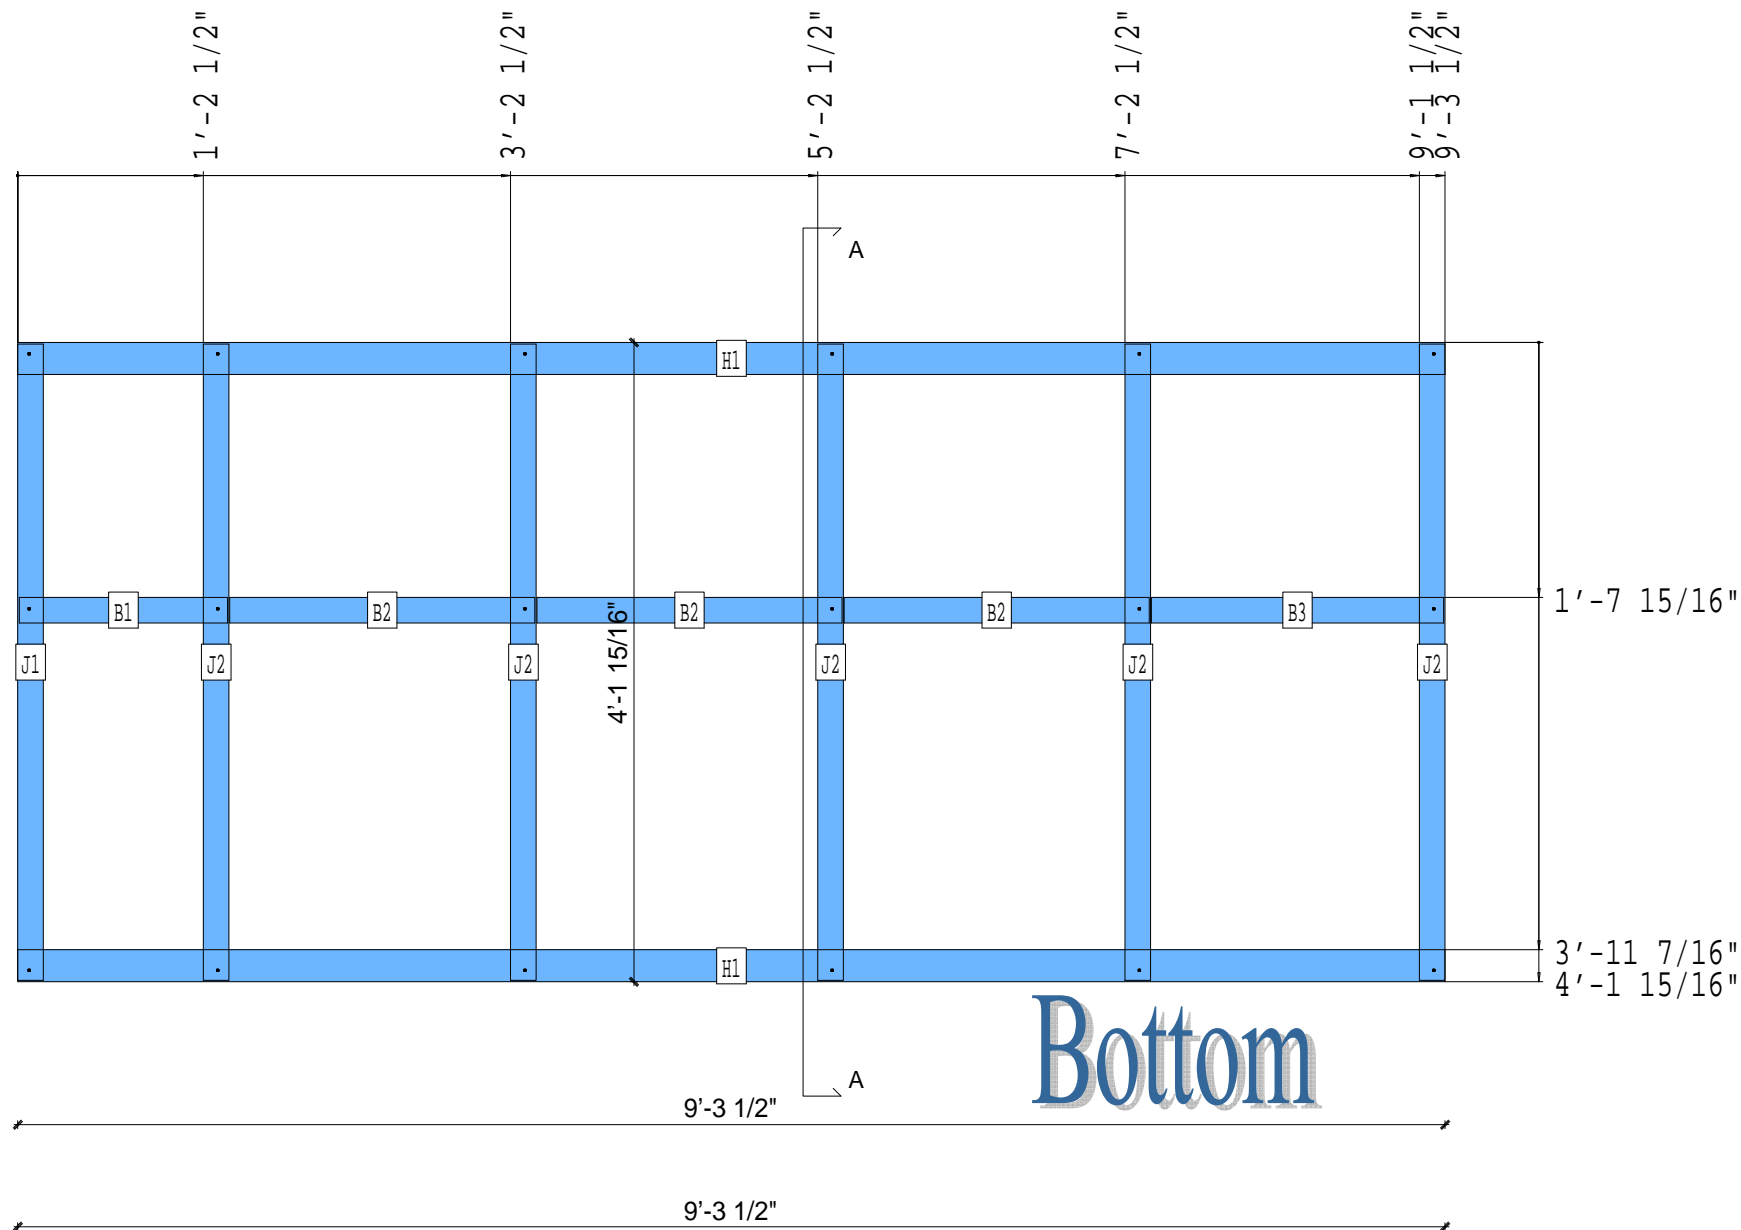 1'-2 1/2"
3'-2 1/2"
5'-2 1/2"
7'-2 1/2"
9'-1 1/2"
9'-3 1/2"
A
H1
B1
B2
B2
B2
B3
1'-7 15/16"
4'-1 15/16"
J1
J2
J2
J2
J2
J2
H1
3'-11 7/16"
4'-1 15/16"
Bottom
A
9'-3 1/2"
9'-3 1/2"